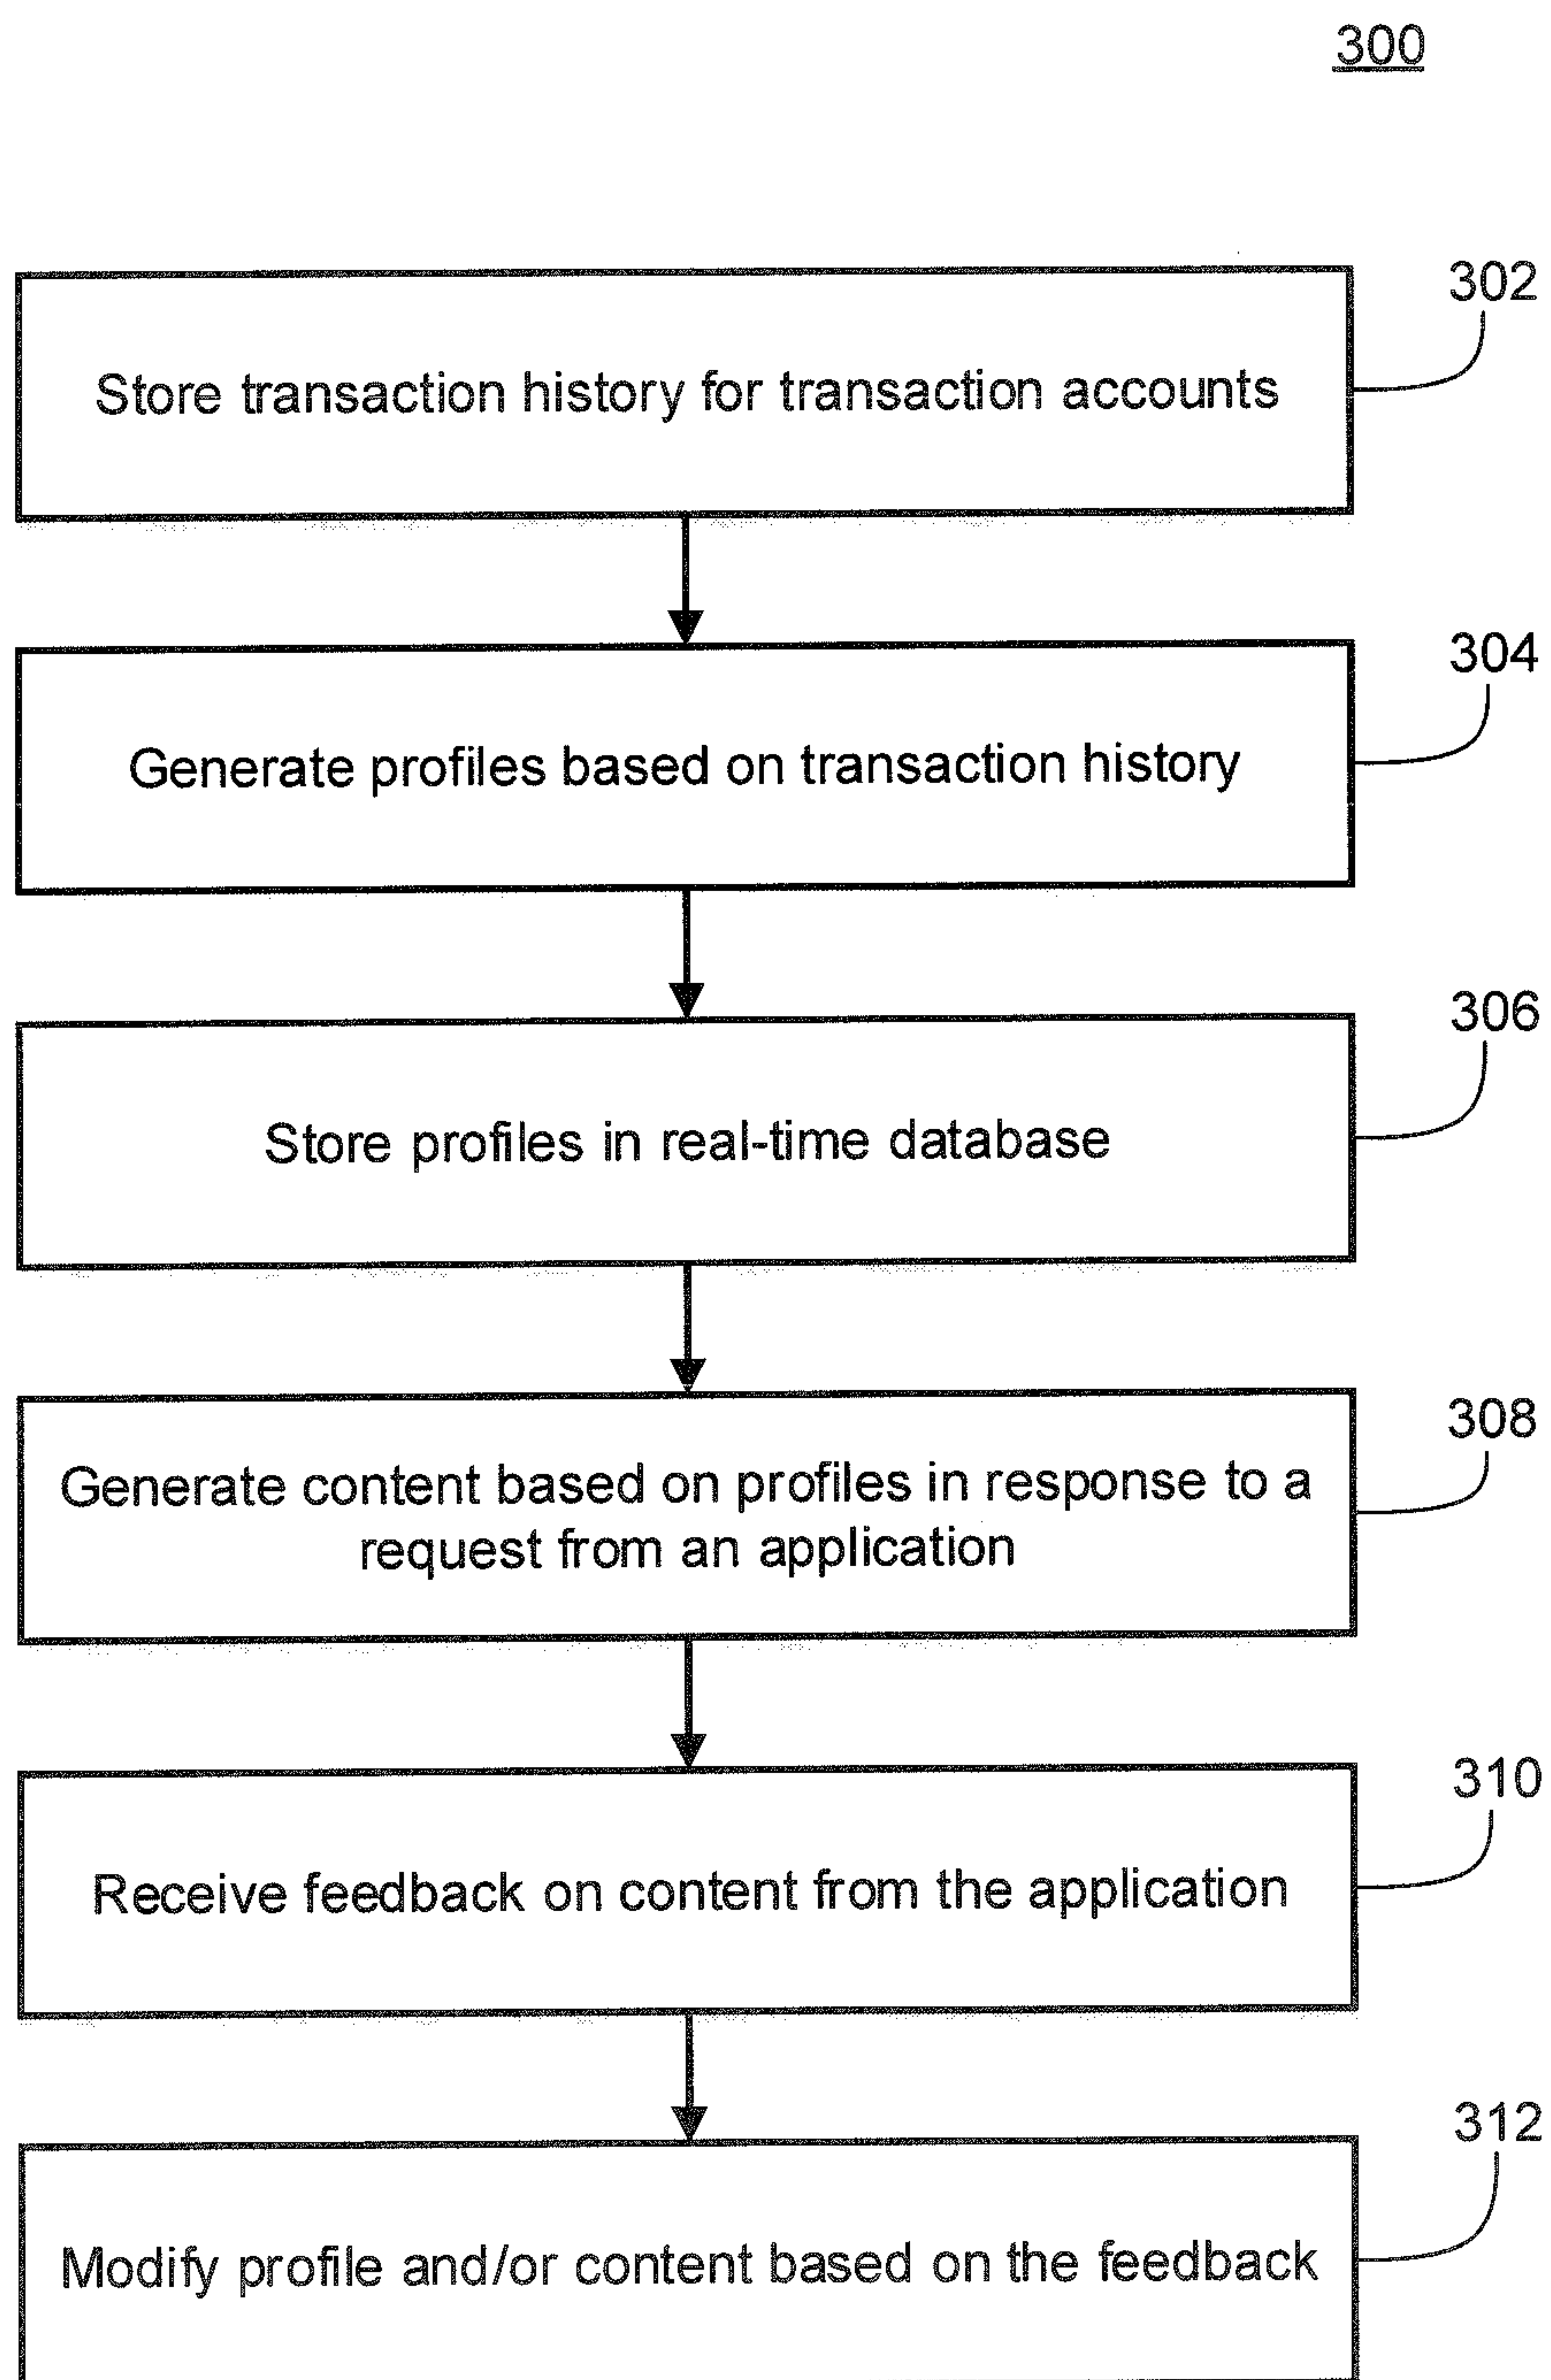 300
302
Store transaction history for transaction accounts
304
Generate profiles based on transaction history
306
Store profiles in real-time database
308
Generate content based on profiles in response to a
request from an application
310
Receive feedback on content from the application
312
Modify profile and/or content based on the feedback